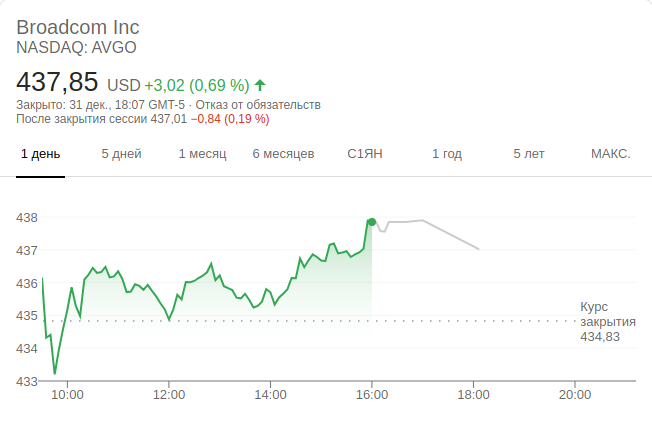 Broadcom Inc
NASDAQ: AVGO
437,85 USD +3,02 (0,69 %)
Закрыто: 31 дек., 18:07 GMT-5 · Отказ от обязательств
После закрытия сессии 437,01 −0,84 (0,19 %)
1 день 5 дней 1 месяц 6 месяцев С1ЯН 1 год 5 лет МАКС.
438
437
436
435
434
433
Курс
закрытия
434,83
10:00 12:00 14:00 16:00 18:00 20:00